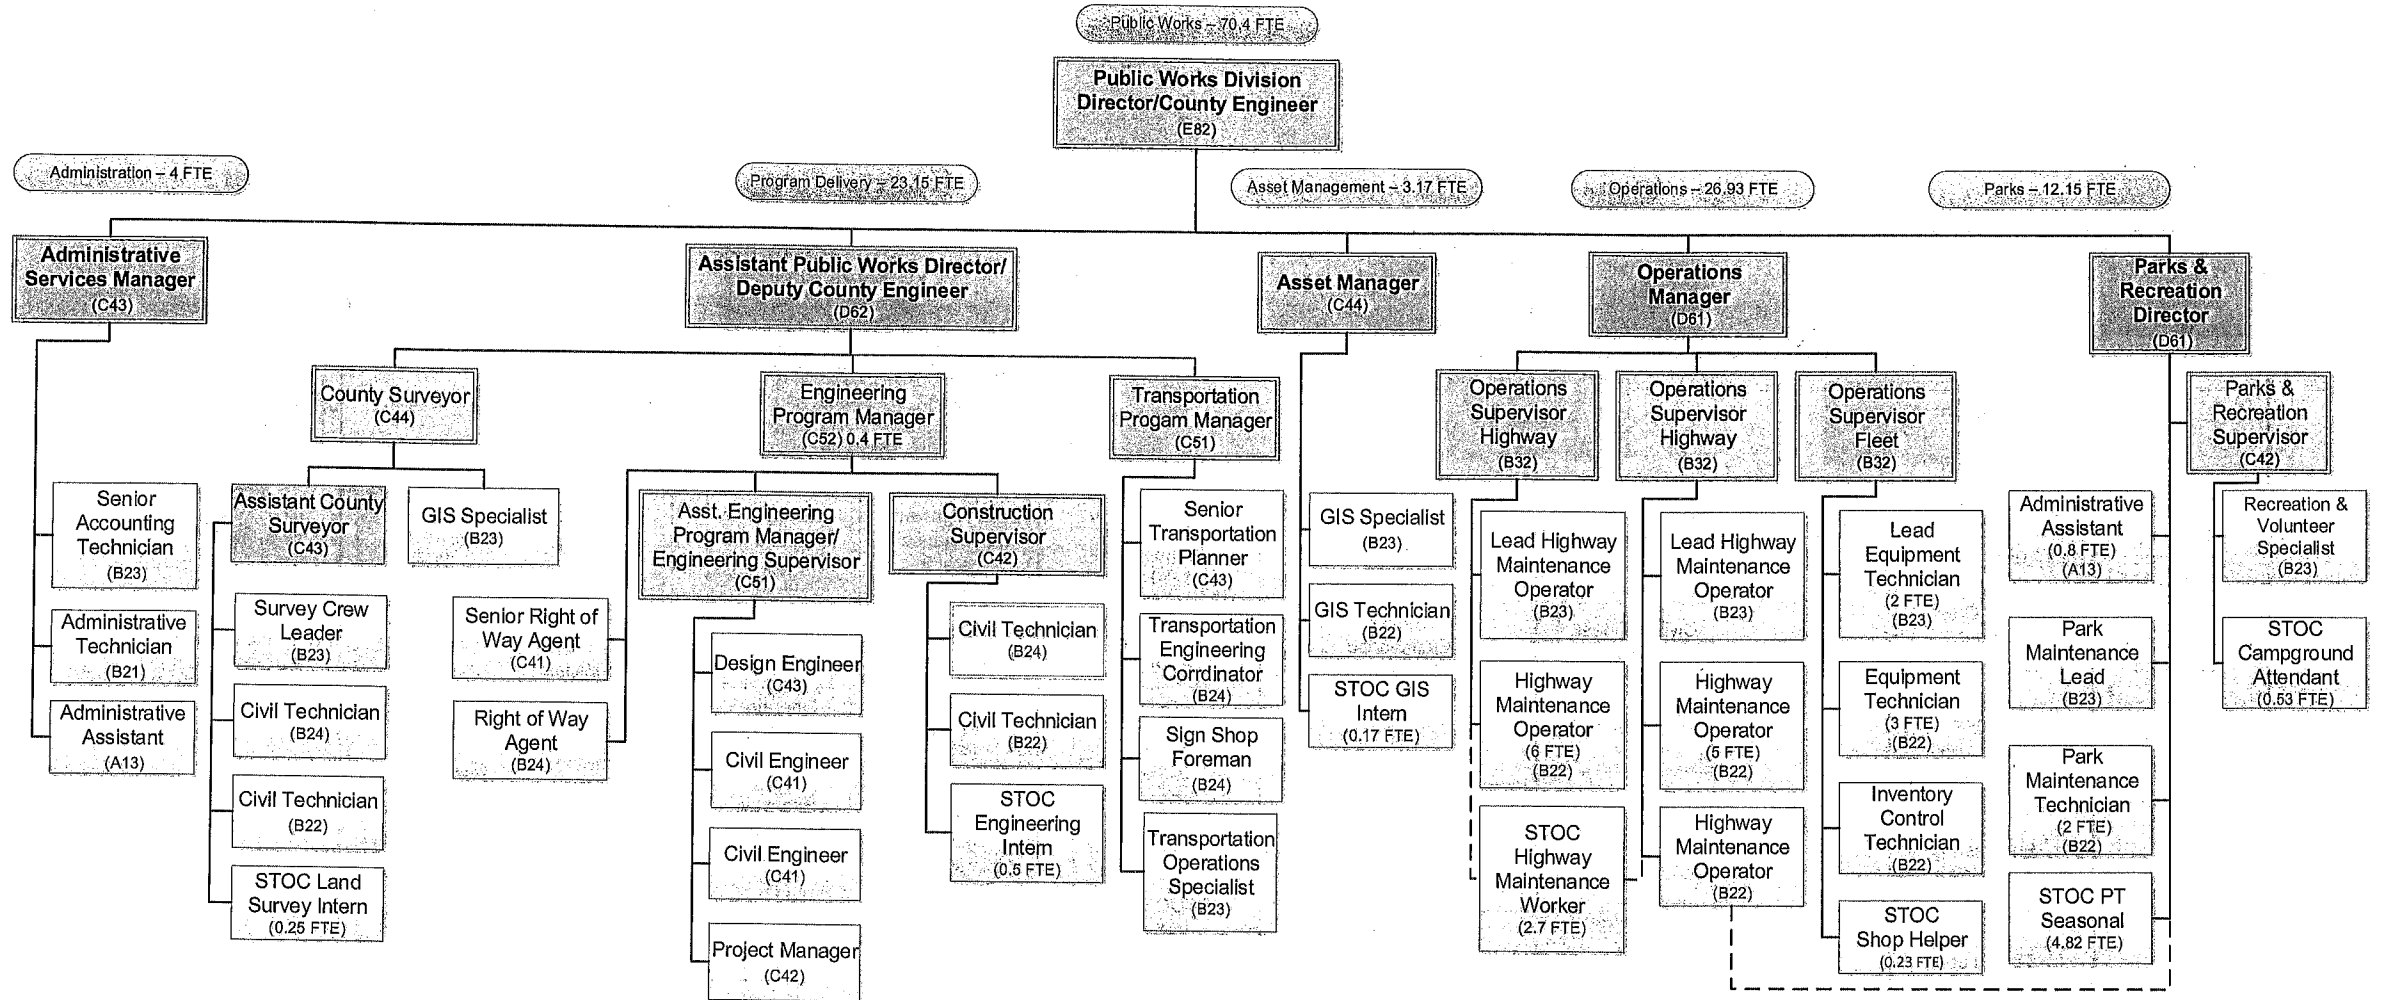 Public Works – 70.4 FTE
Public Works Division
Director/County Engineer
(E82)
Administration – 4 FTE
Program Delivery – 23.15 FTE
Asset Management – 3.17 FTE
Operations – 26.93 FTE
Parks – 12.15 FTE
Administrative
Services Manager
(C43)
Senior
Accounting
Technician
(B23)
Administrative
Technician
(B21)
Administrative
Assistant
(A13)
Assistant Public Works Director/
Deputy County Engineer
(D62)
County Surveyor
(C44)
Assistant County
Surveyor
(C43)
GIS Specialist
(B23)
Survey Crew
Leader
(B23)
Civil Technician
(B24)
Civil Technician
(B22)
STOC Land
Survey Intern
(0.25 FTE)
Engineering
Program Manager
(C52) 0.4 FTE
Senior Right of
Way Agent
(C41)
Right of Way
Agent
(B24)
Asst. Engineering
Program Manager/
Engineering Supervisor
(C51)
Design Engineer
(C43)
Civil Engineer
(C41)
Civil Engineer
(C41)
Project Manager
(C42)
Construction
Supervisor
(C42)
Civil Technician
(B24)
Civil Technician
(B22)
STOC
Engineering
Intern
(0.5 FTE)
Transportation
Progam Manager
(C51)
Senior
Transportation
Planner
(C43)
Transportation
Engineering
Corrdinator
(B24)
Sign Shop
Foreman
(B24)
Transportation
Operations
Specialist
(B23)
Asset Manager
(C44)
GIS Specialist
(B23)
GIS Technician
(B22)
STOC GIS
Intern
(0.17 FTE)
Operations
Manager
(D61)
Operations
Supervisor
Highway
(B32)
Lead Highway
Maintenance
Operator
(B23)
Highway
Maintenance
Operator
(6 FTE)
(B22)
STOC
Highway
Maintenance
Worker
(2.7 FTE)
Operations
Supervisor
Highway
(B32)
Lead Highway
Maintenance
Operator
(B23)
Highway
Maintenance
Operator
(5 FTE)
(B22)
Highway
Maintenance
Operator
(B22)
Operations
Supervisor
Fleet
(B32)
Lead
Equipment
Technician
(2 FTE)
(B23)
Equipment
Technician
(3 FTE)
(B22)
Inventory
Control
Technician
(B22)
STOC
Shop Helper
(0.23 FTE)
Parks &
Recreation
Director
(D61)
Administrative
Assistant
(0.8 FTE)
(A13)
Park
Maintenance
Lead
(B23)
Park
Maintenance
Technician
(2 FTE)
(B22)
STOC PT
Seasonal
(4.82 FTE)
Parks &
Recreation
Supervisor
(C42)
Recreation &
Volunteer
Specialist
(B23)
STOC
Campground
Attendant
(0.53 FTE)